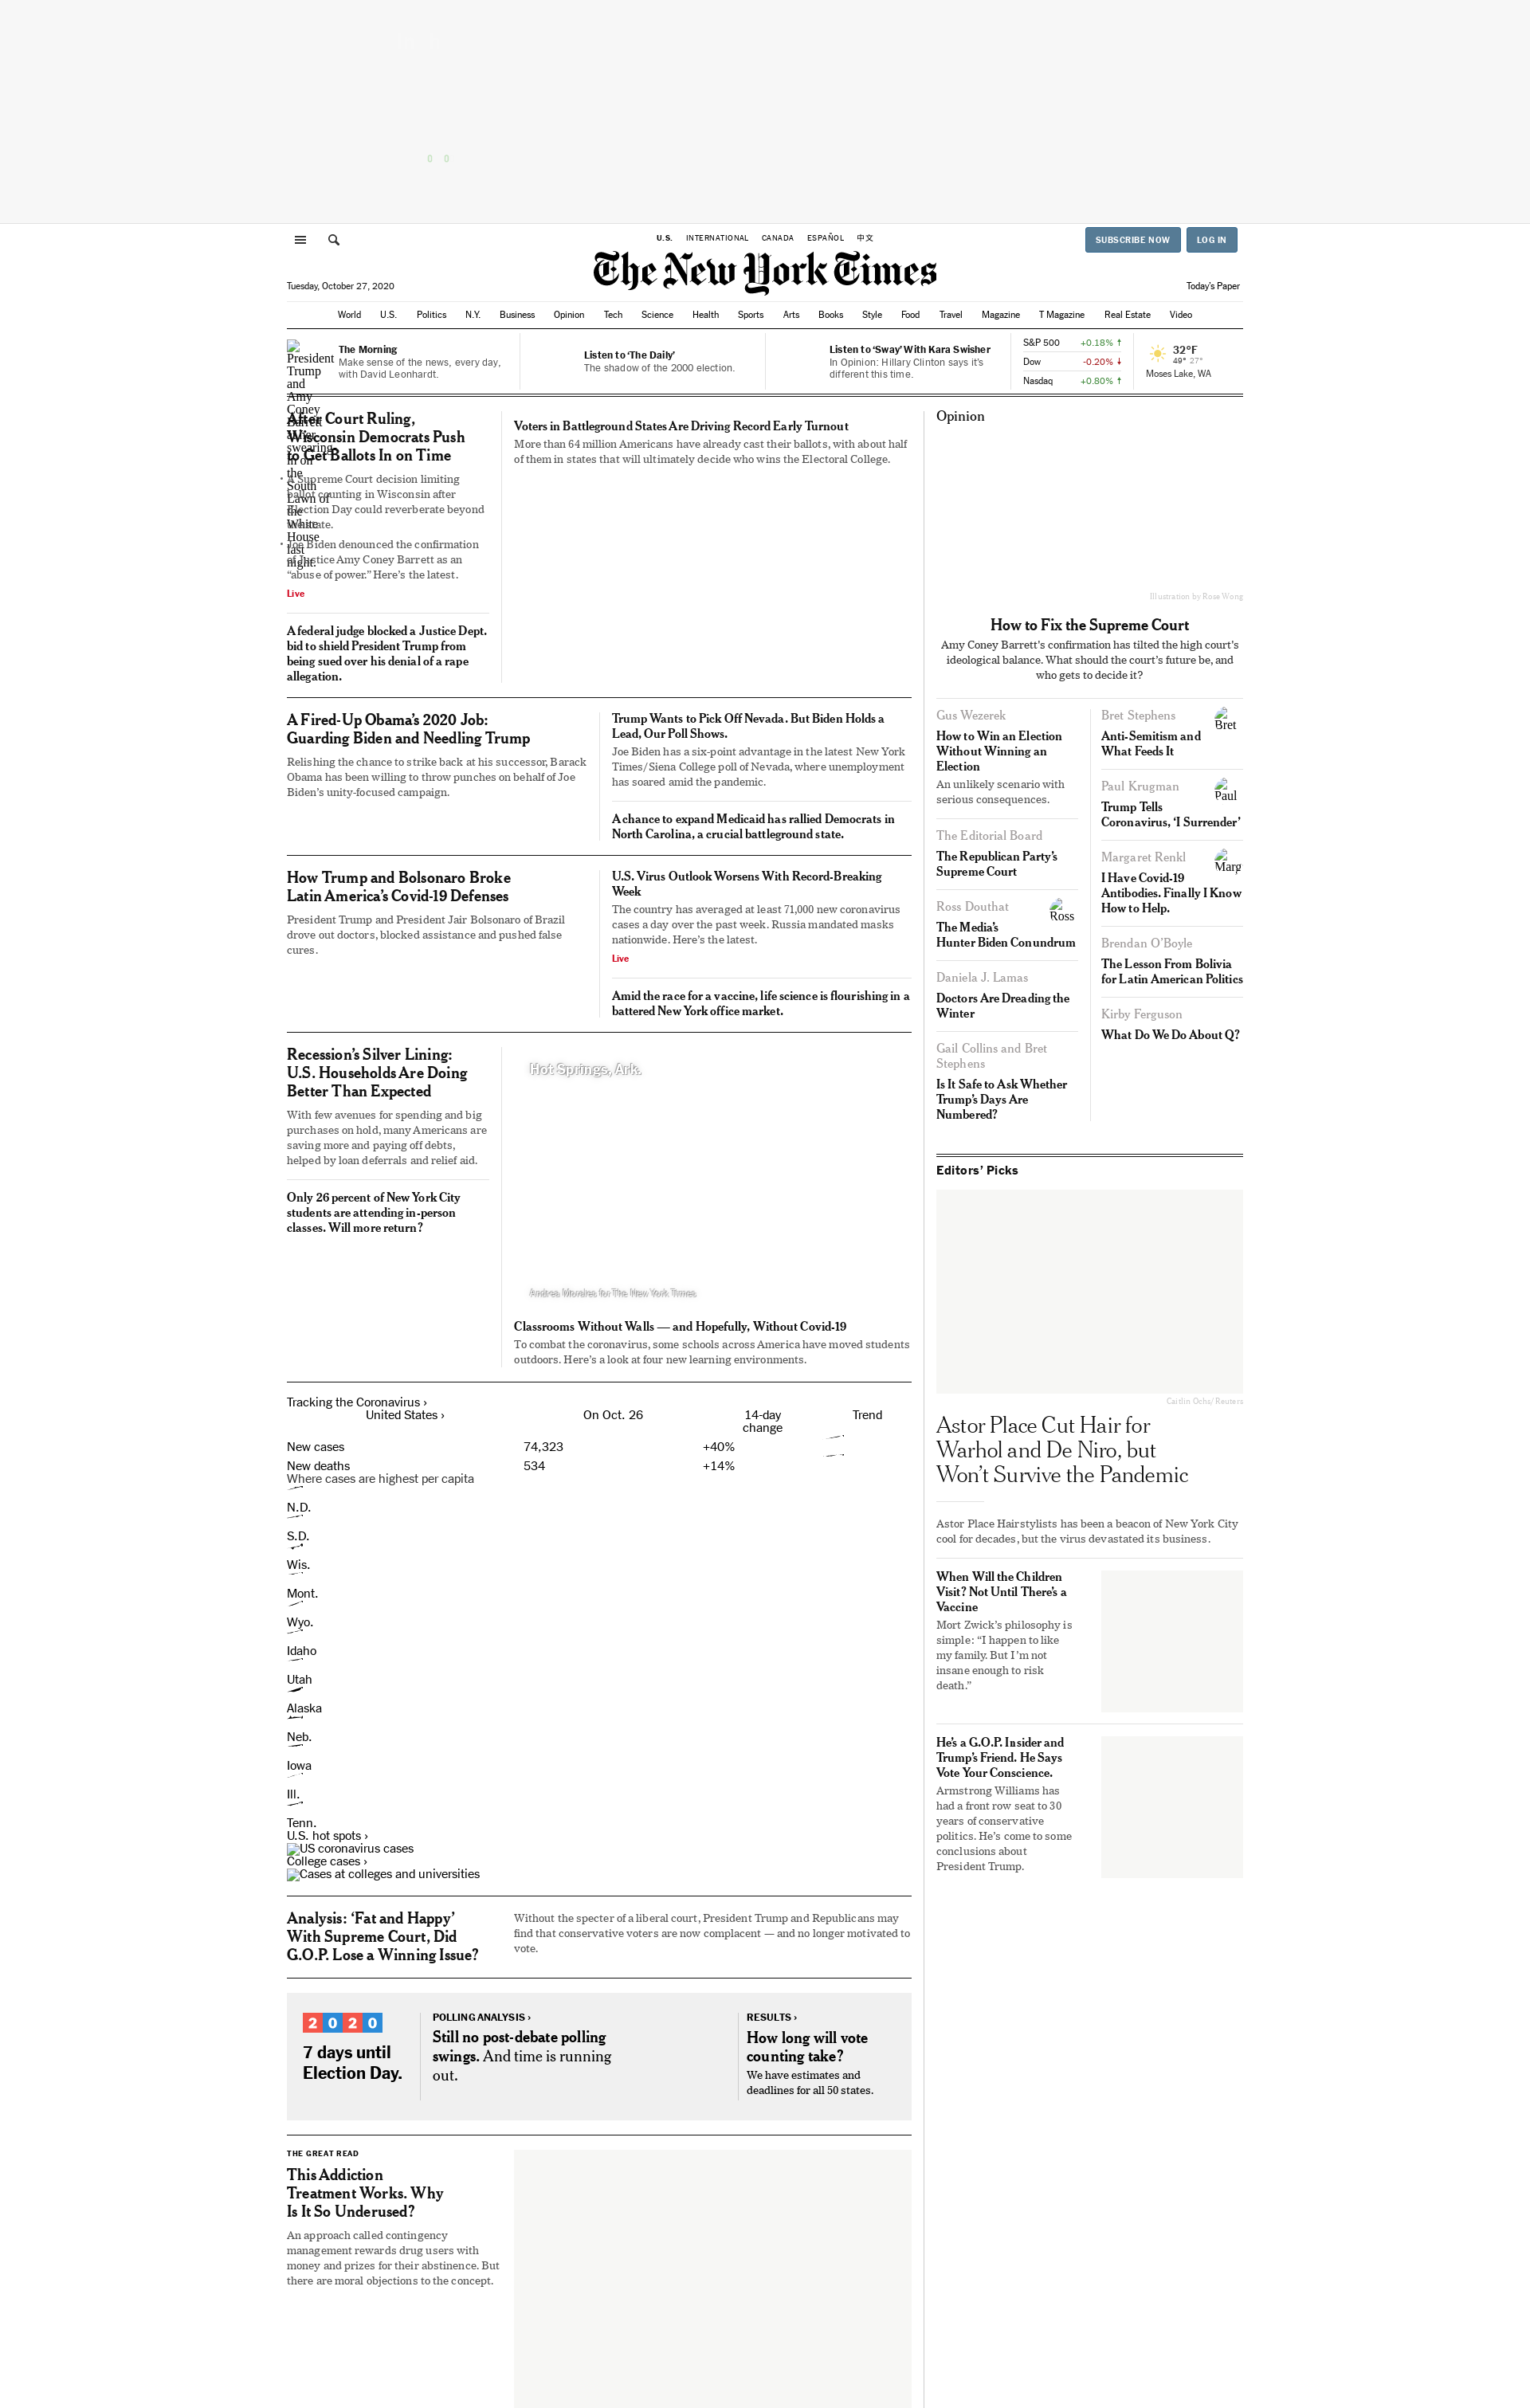 0 0
U.S. INTERNATIONAL CANADA ESPAÑOL 中文
SUBSCRIBE NOW LOG IN
The New York Times
Tuesday, October 27, 2020
Today's Paper
World U.S. Politics N.Y. Business Opinion Tech Science Health Sports Arts Books Style Food Travel Magazine T Magazine Real Estate Video
President
Trump
and
Amy
Coney
Barrett
after
swearing
in on
the
South
Lawn of
the
White
House
last
night.
The Morning
Make sense of the news, every day,
with David Leonhardt.
Listen to ‘The Daily’
The shadow of the 2000 election.
Listen to ‘Sway’ With Kara Swisher
In Opinion: Hillary Clinton says it’s
different this time.
S&P 500 +0.18% ↑
Dow -0.20% ↓
Nasdaq +0.80% ↑
32°F
49° 27°
Moses Lake, WA
After Court Ruling,
Wisconsin Democrats Push
to Get Ballots In on Time
• A Supreme Court decision limiting
ballot counting in Wisconsin after
Election Day could reverberate beyond
the state.
• Joe Biden denounced the confirmation
of Justice Amy Coney Barrett as an
“abuse of power.” Here’s the latest.
Live
A federal judge blocked a Justice Dept.
bid to shield President Trump from
being sued over his denial of a rape
allegation.
Voters in Battleground States Are Driving Record Early Turnout
More than 64 million Americans have already cast their ballots, with about half
of them in states that will ultimately decide who wins the Electoral College.
A Fired-Up Obama’s 2020 Job:
Guarding Biden and Needling Trump
Relishing the chance to strike back at his successor, Barack
Obama has been willing to throw punches on behalf of Joe
Biden’s unity-focused campaign.
Trump Wants to Pick Off Nevada. But Biden Holds a
Lead, Our Poll Shows.
Joe Biden has a six-point advantage in the latest New York
Times/Siena College poll of Nevada, where unemployment
has soared amid the pandemic.
A chance to expand Medicaid has rallied Democrats in
North Carolina, a crucial battleground state.
How Trump and Bolsonaro Broke
Latin America’s Covid-19 Defenses
President Trump and President Jair Bolsonaro of Brazil
drove out doctors, blocked assistance and pushed false
cures.
U.S. Virus Outlook Worsens With Record-Breaking
Week
The country has averaged at least 71,000 new coronavirus
cases a day over the past week. Russia mandated masks
nationwide. Here’s the latest.
Live
Amid the race for a vaccine, life science is flourishing in a
battered New York office market.
Recession’s Silver Lining:
U.S. Households Are Doing
Better Than Expected
With few avenues for spending and big
purchases on hold, many Americans are
saving more and paying off debts,
helped by loan deferrals and relief aid.
Only 26 percent of New York City
students are attending in-person
classes. Will more return?
Hot Springs, Ark.
Andrea Morales for The New York Times
Classrooms Without Walls — and Hopefully, Without Covid-19
To combat the coronavirus, some schools across America have moved students
outdoors. Here’s a look at four new learning environments.
Tracking the Coronavirus ›
United States › On Oct. 26 14-day
change Trend
New cases 74,323 +40%
New deaths 534 +14%
Where cases are highest per capita
N.D.
S.D.
Wis.
Mont.
Wyo.
Idaho
Utah
Alaska
Neb.
Iowa
Ill.
Tenn.
U.S. hot spots ›
US coronavirus cases
College cases ›
Cases at colleges and universities
Analysis: ‘Fat and Happy’
With Supreme Court, Did
G.O.P. Lose a Winning Issue?
Without the specter of a liberal court, President Trump and Republicans may
find that conservative voters are now complacent — and no longer motivated to
vote.
2020
7 days until
Election Day.
POLLING ANALYSIS ›
Still no post-debate polling
swings. And time is running
out.
RESULTS ›
How long will vote
counting take?
We have estimates and
deadlines for all 50 states.
THE GREAT READ
This Addiction
Treatment Works. Why
Is It So Underused?
An approach called contingency
management rewards drug users with
money and prizes for their abstinence. But
there are moral objections to the concept.
Opinion
Illustration by Rose Wong
How to Fix the Supreme Court
Amy Coney Barrett’s confirmation has tilted the high court’s
ideological balance. What should the court’s future be, and
who gets to decide it?
Gus Wezerek
How to Win an Election
Without Winning an
Election
An unlikely scenario with
serious consequences.
The Editorial Board
The Republican Party’s
Supreme Court
Ross Douthat
Ross
The Media’s
Hunter Biden Conundrum
Daniela J. Lamas
Doctors Are Dreading the
Winter
Gail Collins and Bret
Stephens
Is It Safe to Ask Whether
Trump’s Days Are
Numbered?
Bret Stephens
Bret
Anti-Semitism and
What Feeds It
Paul Krugman
Paul
Trump Tells
Coronavirus, ‘I Surrender’
Margaret Renkl
I Have Covid-19
Antibodies. Finally I Know
How to Help.
Brendan O’Boyle
The Lesson From Bolivia
for Latin American Politics
Kirby Ferguson
What Do We Do About Q?
Editors’ Picks
Caitlin Ochs/Reuters
Astor Place Cut Hair for
Warhol and De Niro, but
Won’t Survive the Pandemic
Astor Place Hairstylists has been a beacon of New York City
cool for decades, but the virus devastated its business.
When Will the Children
Visit? Not Until There’s a
Vaccine
Mort Zwick’s philosophy is
simple: “I happen to like
my family. But I’m not
insane enough to risk
death.”
He’s a G.O.P. Insider and
Trump’s Friend. He Says
Vote Your Conscience.
Armstrong Williams has
had a front row seat to 30
years of conservative
politics. He’s come to some
conclusions about
President Trump.